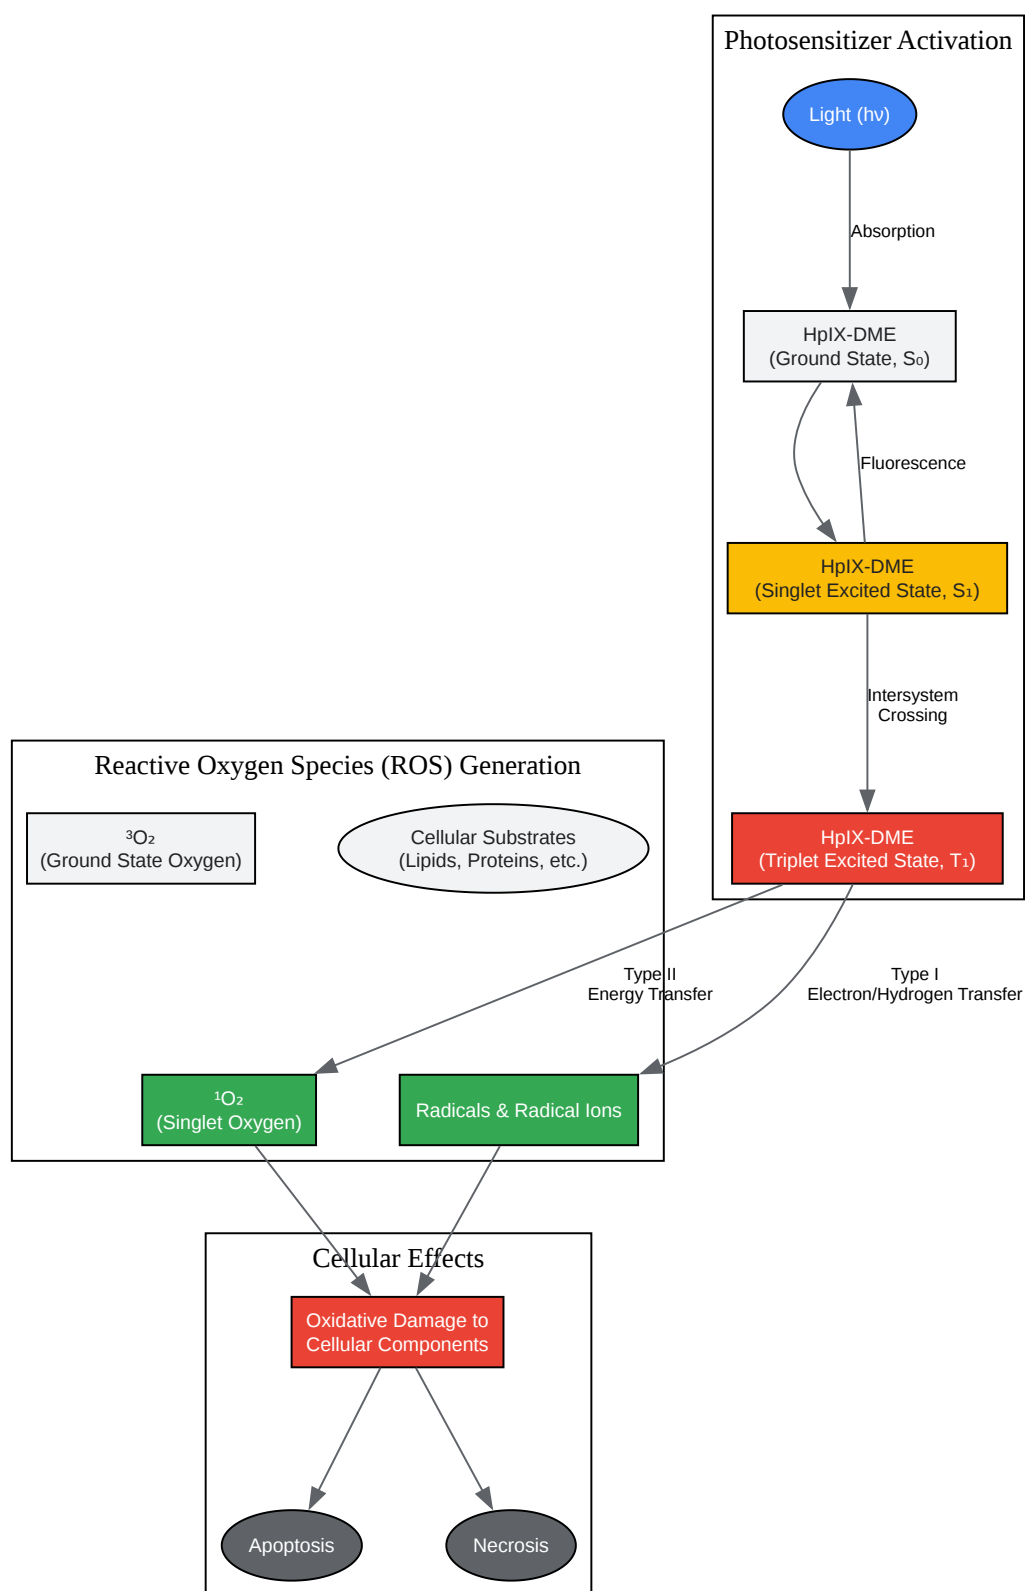 Photosensitizer Activation
Light (hν)
Absorption
HpIX-DME
(Ground State, S₀)
Fluorescence
HpIX-DME
(Singlet Excited State, S₁)
Intersystem
Crossing
Reactive Oxygen Species (ROS) Generation
³O₂
(Ground State Oxygen)
Cellular Substrates
(Lipids, Proteins, etc.)
HpIX-DME
(Triplet Excited State, T₁)
Type II
Energy Transfer
Type I
Electron/Hydrogen Transfer
¹O₂
(Singlet Oxygen)
Radicals & Radical Ions
Cellular Effects
Oxidative Damage to
Cellular Components
Apoptosis
Necrosis